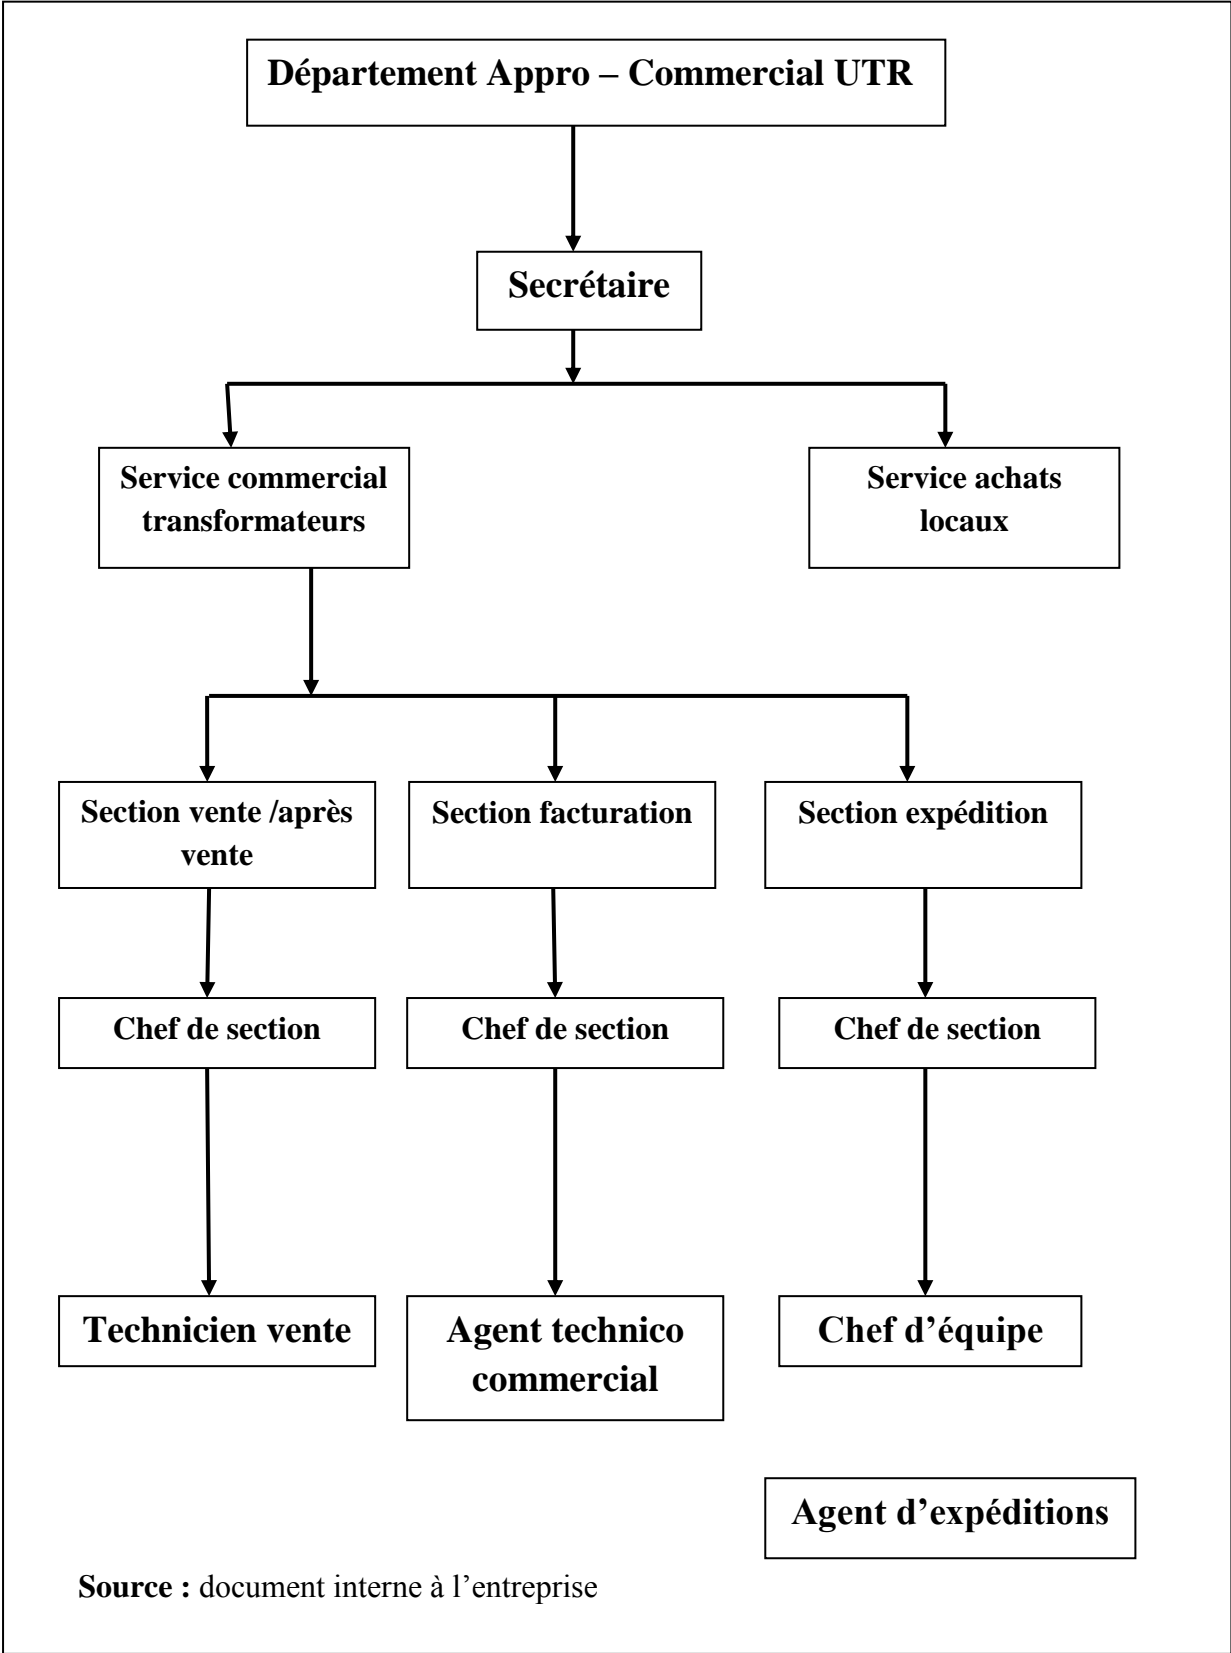 Département Appro – Commercial UTR
Secrétaire
Service commercial
transformateurs
Service achats
locaux
Section vente /après
vente
Section facturation
Section expédition
Chef de section
Chef de section
Chef de section
Technicien vente
Agent technico
commercial
Chef d’équipe
Agent d’expéditions
Source : document interne à l’entreprise